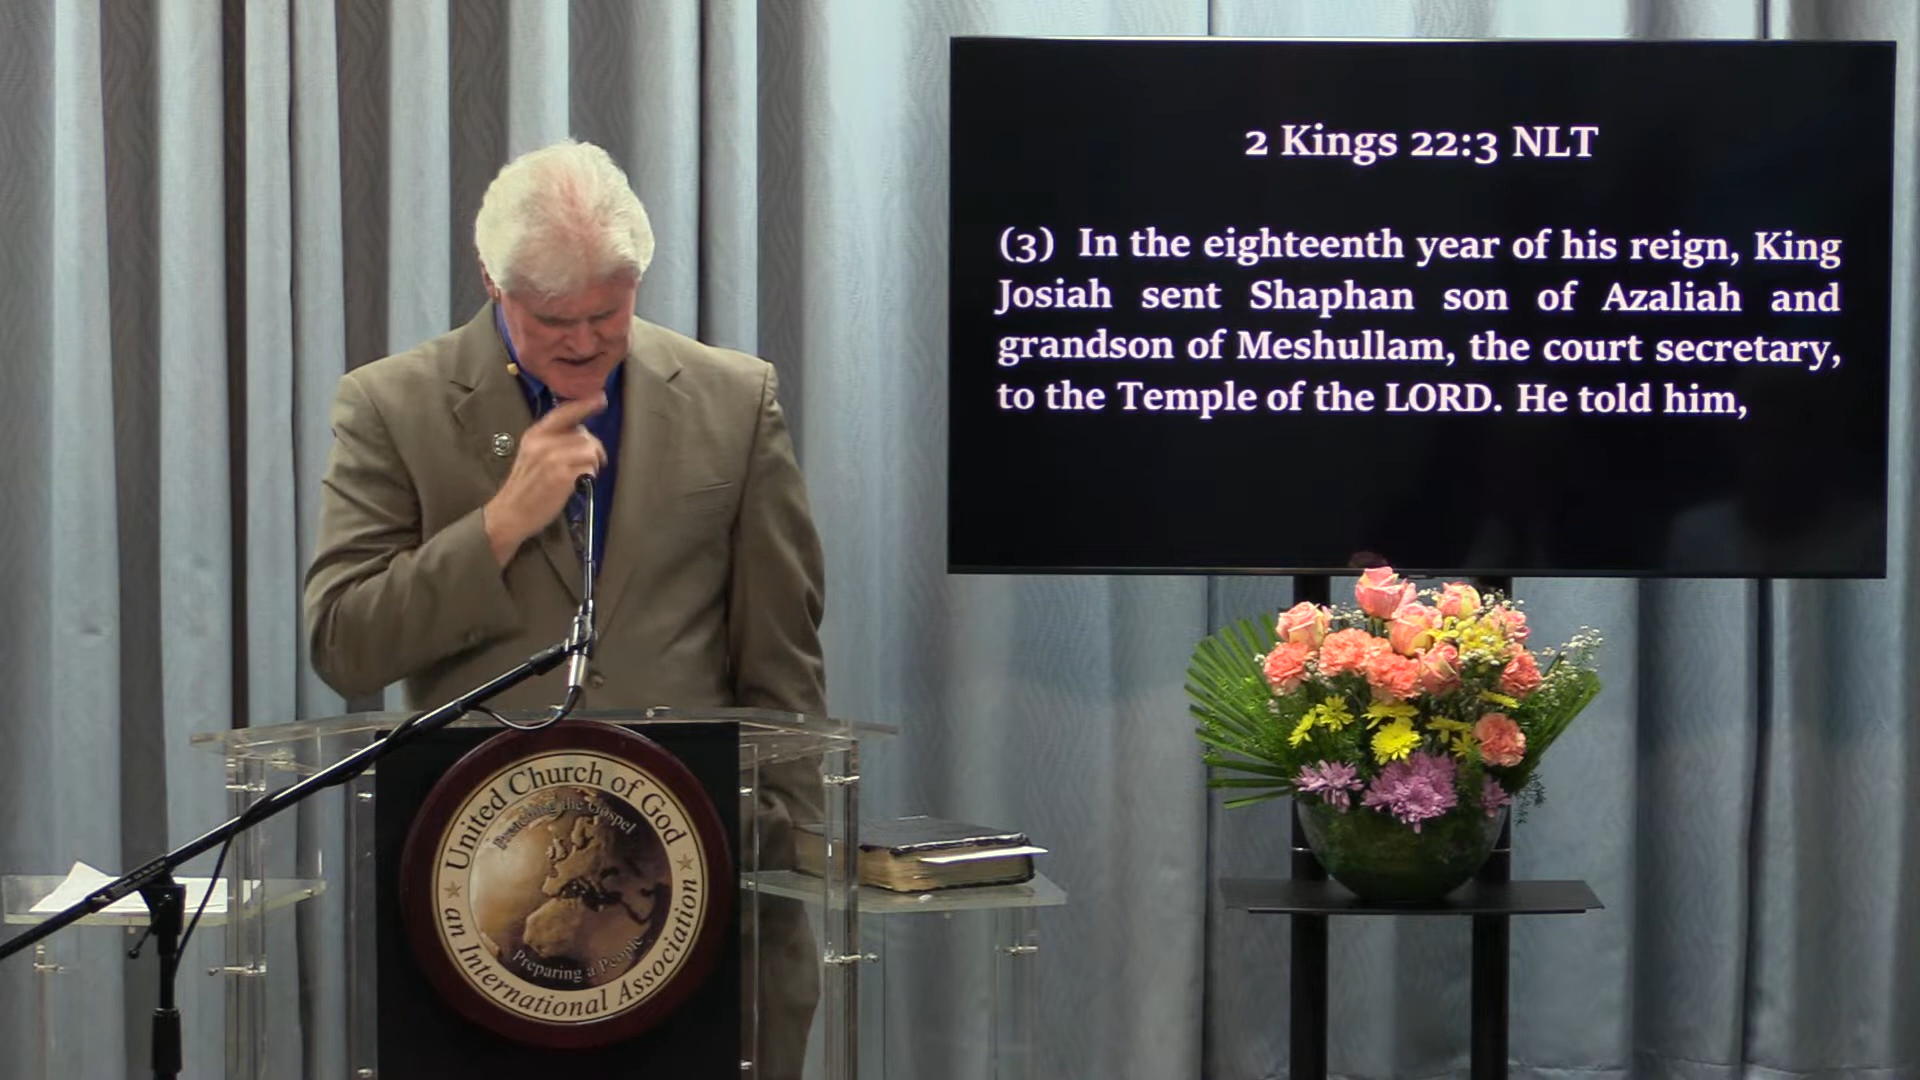 2 Kings 22:3 NLT
(3) In the eighteenth year of his reign, King
Josiah sent Shaphan son of Azaliah and
grandson of Meshullam, the court secretary,
to the Temple of the LORD. He told him,
United Church of God
Preaching the Gospel
Preparing a People
an International Association